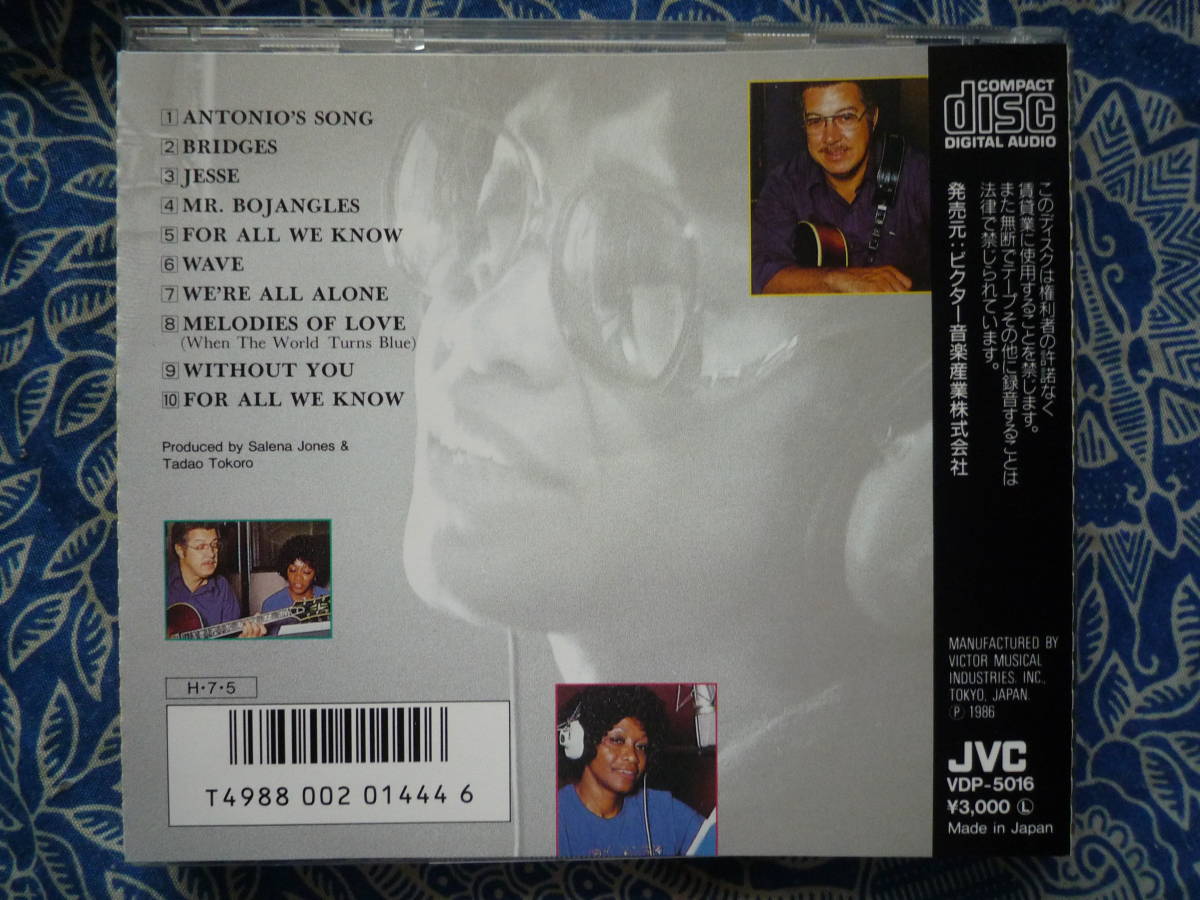 1 ANTONIO'S SONG
2 BRIDGES
3 JESSE
4 MR. BOJANGLES
5 FOR ALL WE KNOW
6 WAVE
7 WE'RE ALL ALONE
8 MELODIES OF LOVE
(When The World Turns Blue)
9 WITHOUT YOU
10 FOR ALL WE KNOW
Produced by Salena Jones &
Tadao Tokoro
H・7・5
T4988 002 01444 6
COMPACT
disc
DIGITAL AUDIO
このディスクは権利者の許諾なく
賃貸業に使用することを禁じます。
また無断でテープその他に録音することは
法律で禁じられています。
発売元:ビクター音楽産業株式会社
MANUFACTURED BY
VICTOR MUSICAL
INDUSTRIES, INC.,
TOKYO, JAPAN.
Ⓟ 1986
JVC
VDP-5016
¥3,000 Ⓛ
Made in Japan